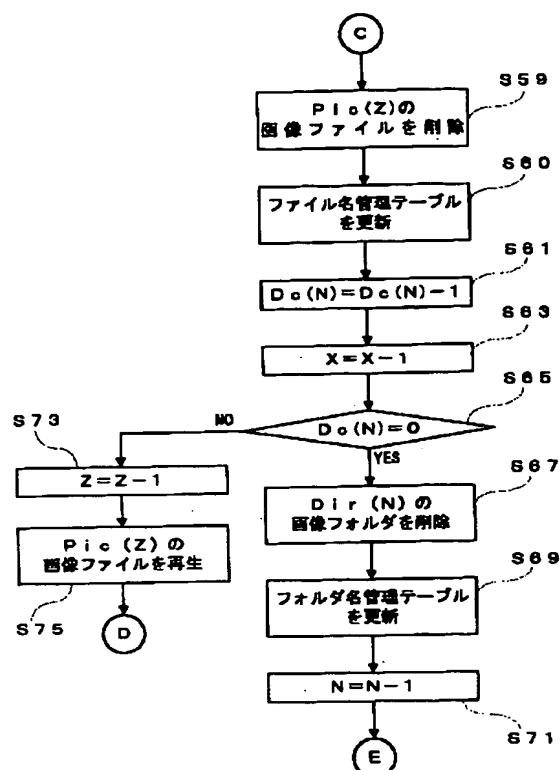 C
S59
Pic(Z)の
画像ファイルを削除
S60
ファイル名管理テーブル
を更新
S61
Dc(N)=Dc(N)-1
S63
X=X-1
S65
Dc(N)=0
NO
YES
S73
Z=Z-1
S67
Dir(N)の
画像フォルダを削除
Pic(Z)の
画像ファイルを再生
S75
D
S69
フォルダ名管理テーブル
を更新
N=N-1
S71
E